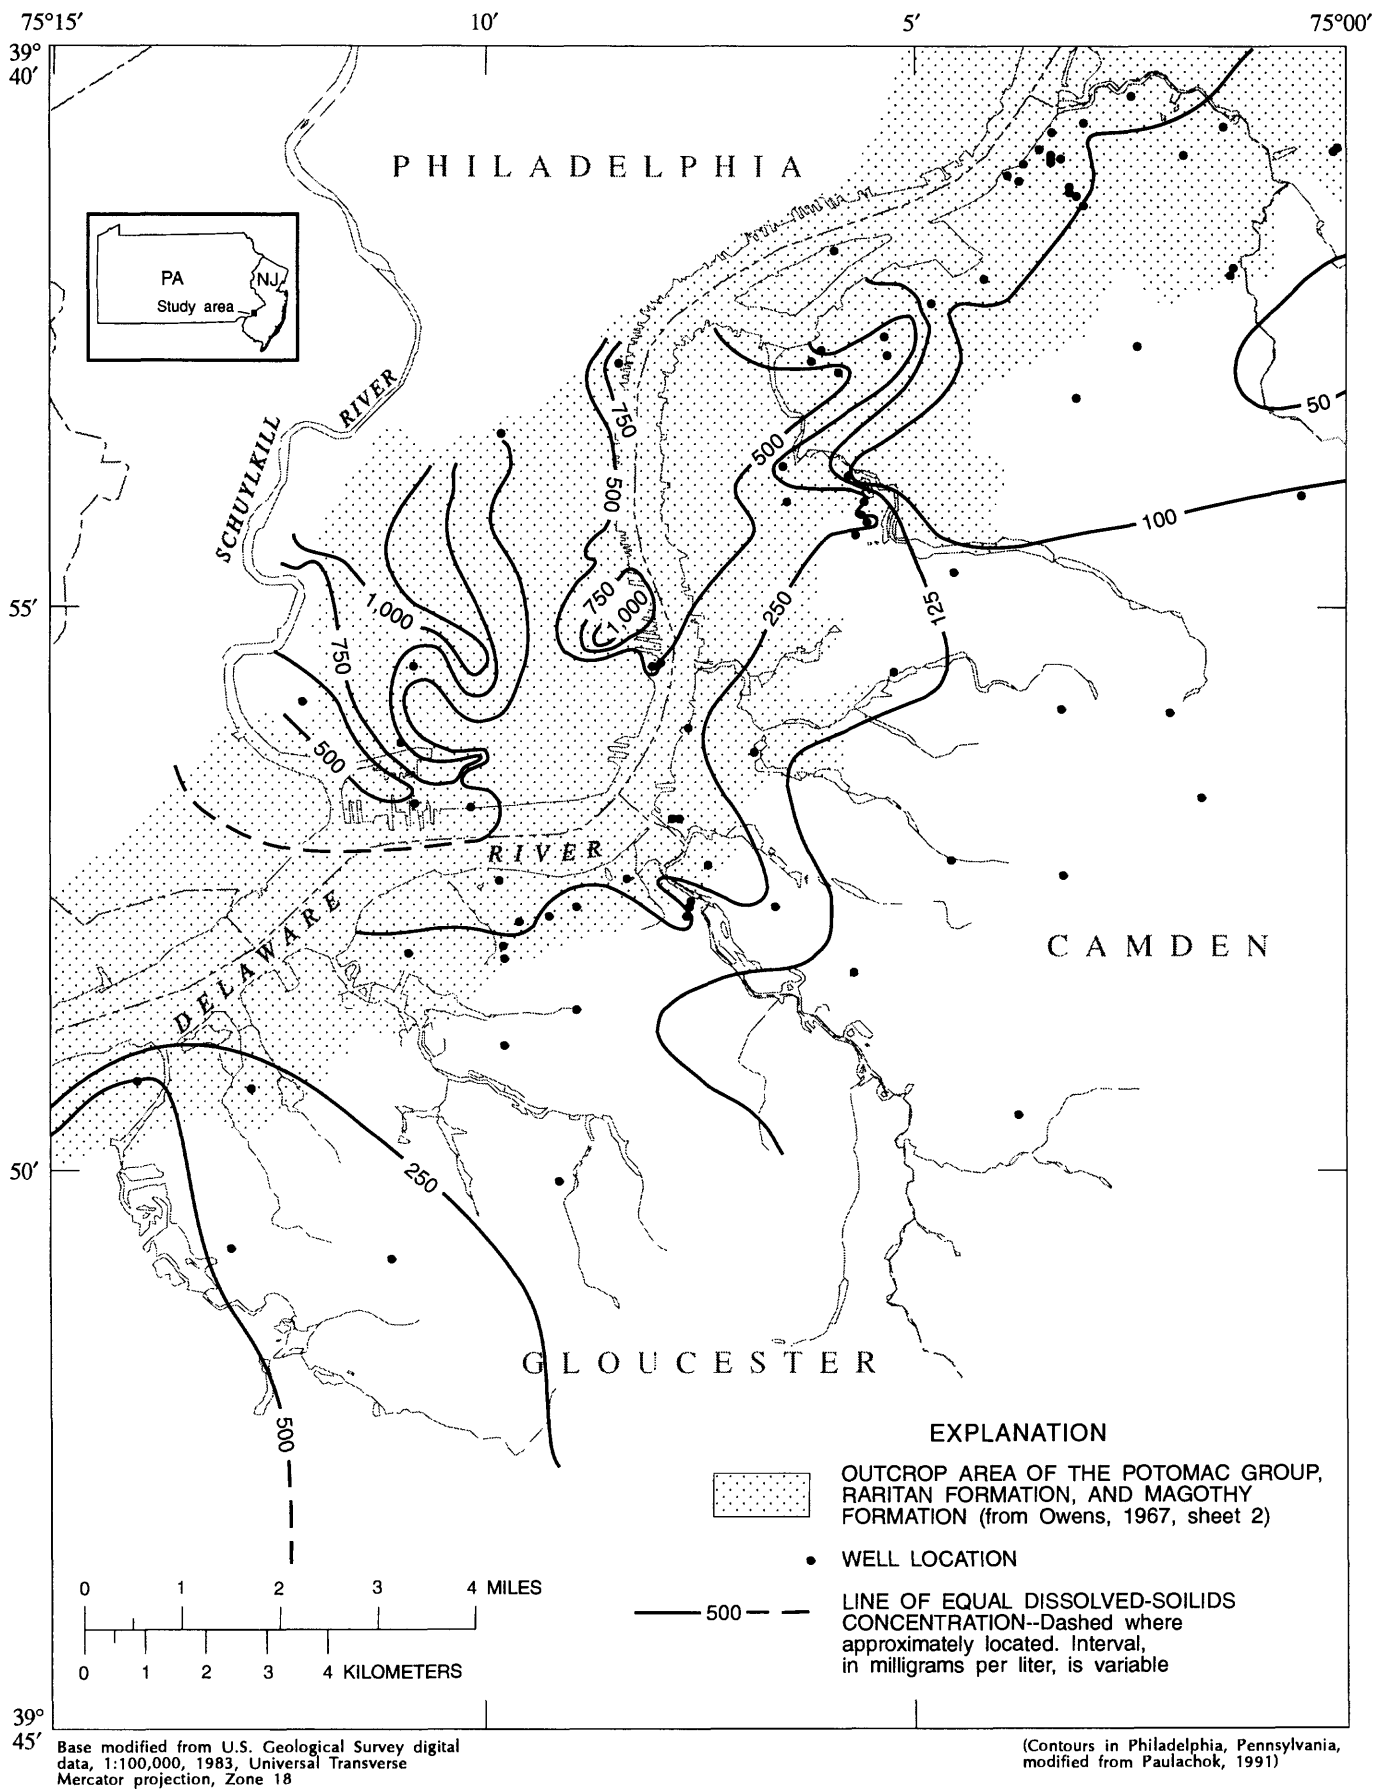 75°15′ 10′ 5′ 75°00′
39°
40′
PHILADELPHIA
PA
NJ
Study area
SCHUYLKILL RIVER
750
500
500
50
100
750
1,000
1,000
750
250
125
55′
500
RIVER
DELAWARE
CAMDEN
50′
250
GLOUCESTER
500
EXPLANATION
OUTCROP AREA OF THE POTOMAC GROUP,
RARITAN FORMATION, AND MAGOTHY
FORMATION (from Owens, 1967, sheet 2)
WELL LOCATION
500
LINE OF EQUAL DISSOLVED-SOILIDS
CONCENTRATION--Dashed where
approximately located. Interval,
in milligrams per liter, is variable
0 1 2 3 4 MILES
0 1 2 3 4 KILOMETERS
39°
45′
Base modified from U.S. Geological Survey digital
data, 1:100,000, 1983, Universal Transverse
Mercator projection, Zone 18
(Contours in Philadelphia, Pennsylvania,
modified from Paulachok, 1991)